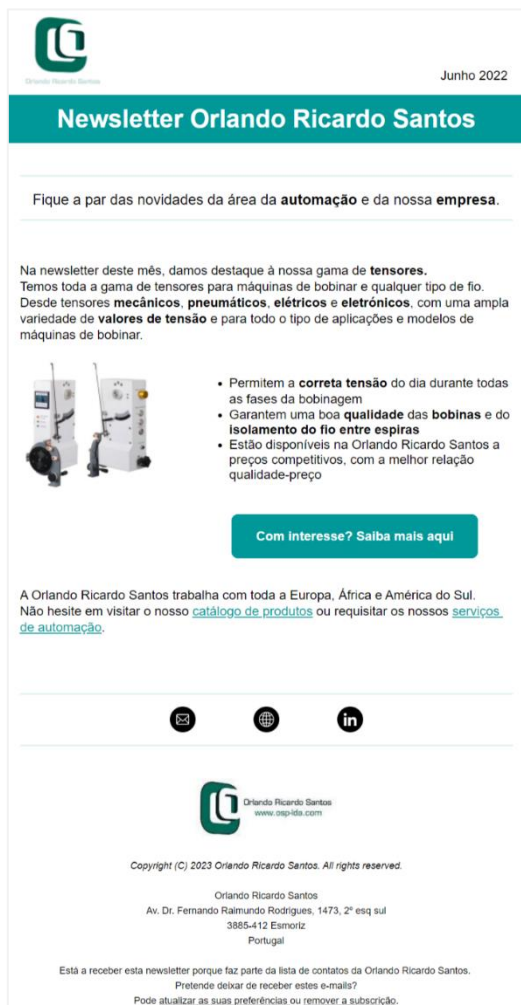 Orlando Ricardo Santos
Junho 2022
Newsletter Orlando Ricardo Santos
Fique a par das novidades da área da automação e da nossa empresa.
Na newsletter deste mês, damos destaque à nossa gama de tensores.
Temos toda a gama de tensores para máquinas de bobinar e qualquer tipo de fio.
Desde tensores mecânicos, pneumáticos, elétricos e eletrónicos, com uma ampla
variedade de valores de tensão e para todo o tipo de aplicações e modelos de
máquinas de bobinar.
• Permitem a correta tensão do dia durante todas
as fases da bobinagem
• Garantem uma boa qualidade das bobinas e do
isolamento do fio entre espiras
• Estão disponíveis na Orlando Ricardo Santos a
preços competitivos, com a melhor relação
qualidade-preço
Com interesse? Saiba mais aqui
A Orlando Ricardo Santos trabalha com toda a Europa, África e América do Sul.
Não hesite em visitar o nosso catálogo de produtos ou requisitar os nossos serviços
de automação.
in
Orlando Ricardo Santos
www.osp-lda.com
Copyright (C) 2023 Orlando Ricardo Santos. All rights reserved.
Orlando Ricardo Santos
Av. Dr. Fernando Raimundo Rodrigues, 1473, 2º esq sul
3885-412 Esmoriz
Portugal
Está a receber esta newsletter porque faz parte da lista de contatos da Orlando Ricardo Santos.
Pretende deixar de receber estes e-mails?
Pode atualizar as suas preferências ou remover a subscrição.